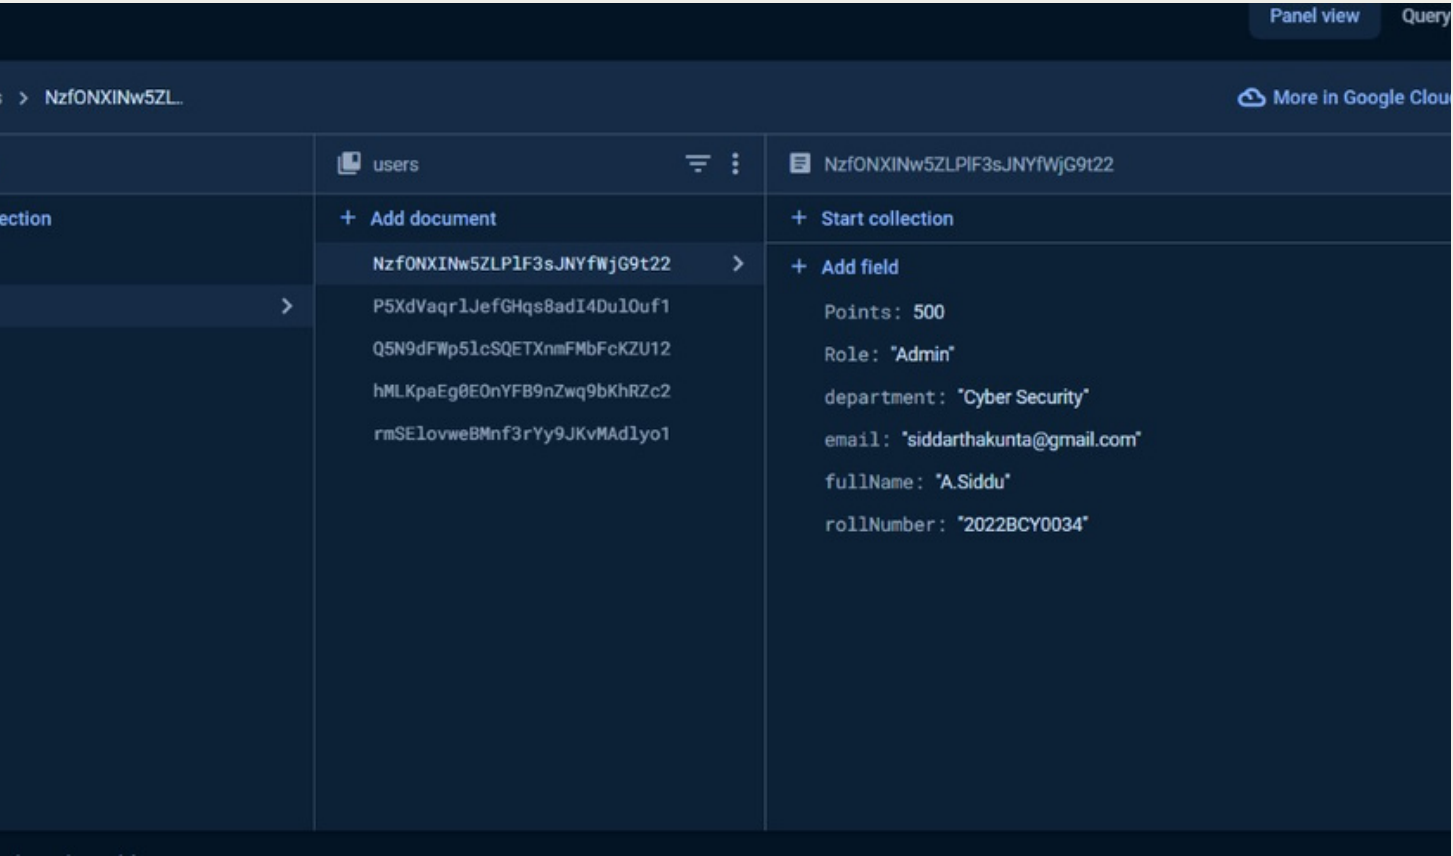 Panel view Query
> NzfONXINw5ZL..
More in Google Clou
users
NzfONXINw5ZLPlF3sJNYfWjG9t22
ection
+ Add document
+ Start collection
NzfONXINw5ZLPlF3sJNYfWjG9t22 >
+ Add field
P5XdVaqrlJefGHqs8adI4DulOuf1
Points: 500
Q5N9dFWp5lcSQETXnmFMbFcKZU12
Role: "Admin"
hMLKpaEg0EOnYFB9nZwq9bKhRZc2
department: "Cyber Security"
rmSElovweBMnf3rYy9JKvMAdlyo1
email: "siddarthakunta@gmail.com"
fullName: "A.Siddu"
rollNumber: "2022BCY0034"